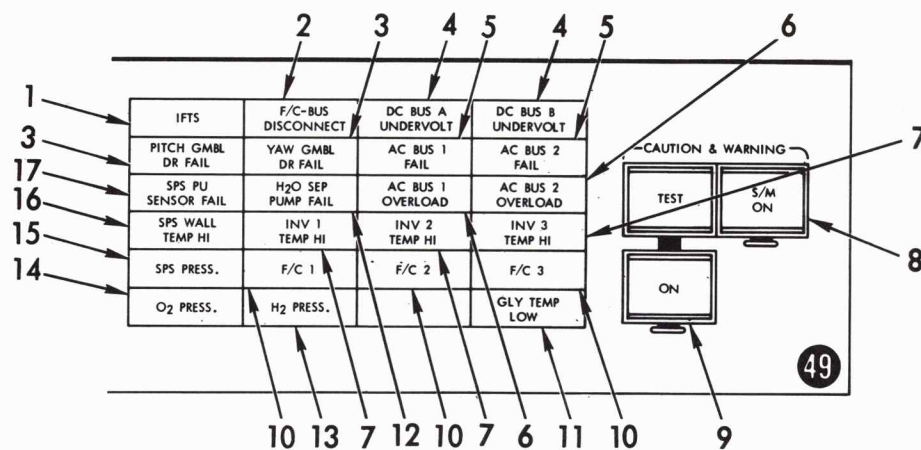 2 3 4 5 4 5 6
1
IFTS
F/C-BUS
DISCONNECT
DC BUS A
UNDERVOLT
DC BUS B
UNDERVOLT
3
PITCH GMBL
DR FAIL
YAW GMBL
DR FAIL
AC BUS 1
FAIL
AC BUS 2
FAIL
7
CAUTION & WARNING
17
SPS PU
SENSOR FAIL
H2O SEP
PUMP FAIL
AC BUS 1
OVERLOAD
AC BUS 2
OVERLOAD
TEST
S/M
ON
16
SPS WALL
TEMP HI
INV 1
TEMP HI
INV 2
TEMP HI
INV 3
TEMP HI
8
15
SPS PRESS.
F/C 1
F/C 2
F/C 3
14
O2 PRESS.
H2 PRESS.
GLY TEMP
LOW
ON
49
10 13 7 12 10 7 6 11 10 9